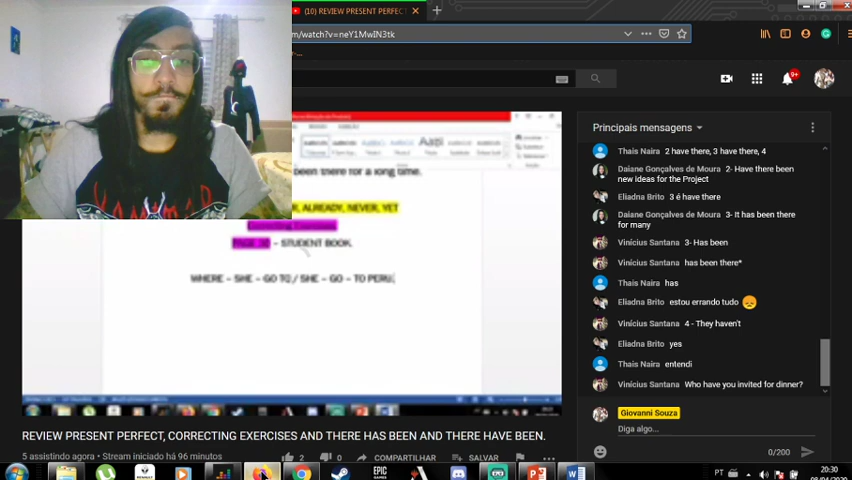 (10) REVIEW PRESENT PERFECT
m/watch?v=neY1MwIN3tk
9+
been there for a long time.
ALREADY, NEVER, YET
Correcting Exercises
– STUDENT BOOK.
WHERE – SHE – GO TO / SHE – GO – TO PERU.
REVIEW PRESENT PERFECT, CORRECTING EXERCISES AND THERE HAS BEEN AND THERE HAVE BEEN.
5 assistindo agora • Stream iniciado há 96 minutos
2
0
COMPARTILHAR
SALVAR
Principais mensagens
Thais Naira 2 have there, 3 have there, 4
Daiane Gonçalves de Moura 2- Have there been
new ideas for the Project
Eliadna Brito 3 é have there
Daiane Gonçalves de Moura 3- It has been there
for many
Vinícius Santana 3- Has been
Vinícius Santana has been there*
Thais Naira has
Eliadna Brito estou errando tudo
Vinícius Santana 4 - They haven't
Eliadna Brito yes
Thais Naira entendi
Vinícius Santana Who have you invited for dinner?
Giovanni Souza
Diga algo...
0/200
EPIC
GAMES
PT
20:30